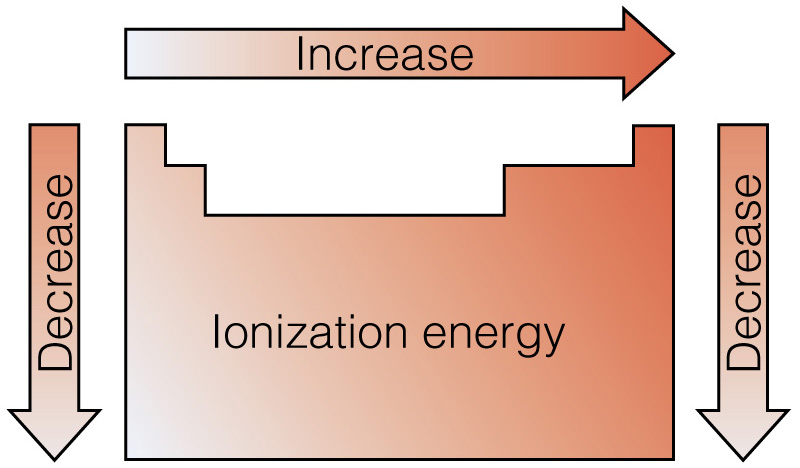 Increase
Decrease
Ionization energy
Decrease